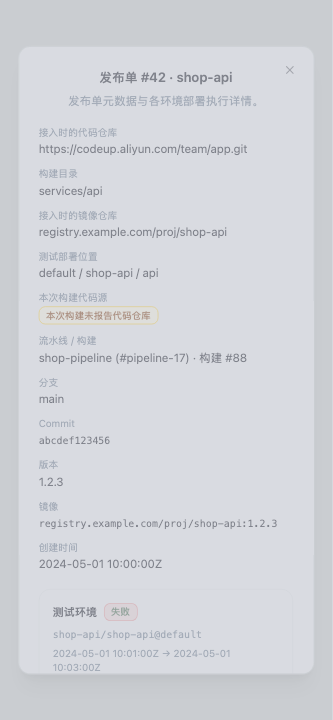 发布单 #42 · shop-api
发布单元数据与各环境部署执行详情。
接入时的代码仓库
https://codeup.aliyun.com/team/app.git
构建目录
services/api
接入时的镜像仓库
registry.example.com/proj/shop-api
测试部署位置
default / shop-api / api
本次构建代码源
本次构建未报告代码仓库
流水线 / 构建
shop-pipeline (#pipeline-17) · 构建 #88
分支
main
Commit
abcdef123456
版本
1.2.3
镜像
registry.example.com/proj/shop-api:1.2.3
创建时间
2024-05-01 10:00:00Z
测试环境 失败
shop-api/shop-api@default
2024-05-01 10:01:00Z → 2024-05-01
10:03:00Z